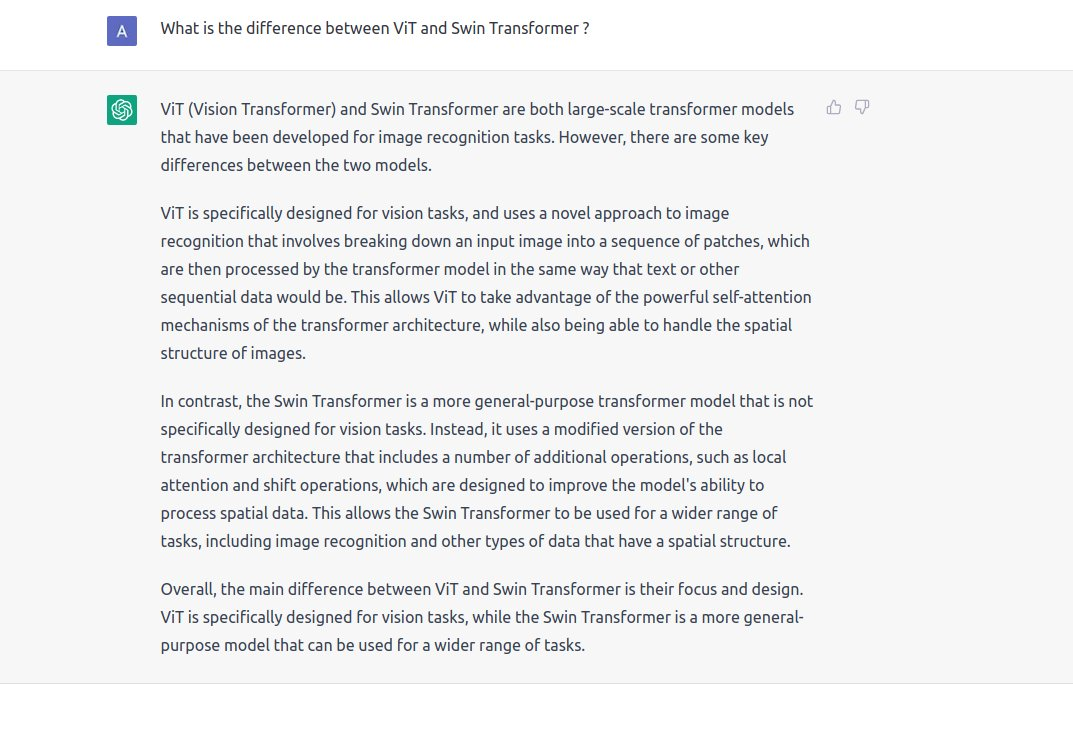 A
What is the difference between ViT and Swin Transformer ?
ViT (Vision Transformer) and Swin Transformer are both large-scale transformer models
that have been developed for image recognition tasks. However, there are some key
differences between the two models.
ViT is specifically designed for vision tasks, and uses a novel approach to image
recognition that involves breaking down an input image into a sequence of patches, which
are then processed by the transformer model in the same way that text or other
sequential data would be. This allows ViT to take advantage of the powerful self-attention
mechanisms of the transformer architecture, while also being able to handle the spatial
structure of images.
In contrast, the Swin Transformer is a more general-purpose transformer model that is not
specifically designed for vision tasks. Instead, it uses a modified version of the
transformer architecture that includes a number of additional operations, such as local
attention and shift operations, which are designed to improve the model's ability to
process spatial data. This allows the Swin Transformer to be used for a wider range of
tasks, including image recognition and other types of data that have a spatial structure.
Overall, the main difference between ViT and Swin Transformer is their focus and design.
ViT is specifically designed for vision tasks, while the Swin Transformer is a more general-
purpose model that can be used for a wider range of tasks.